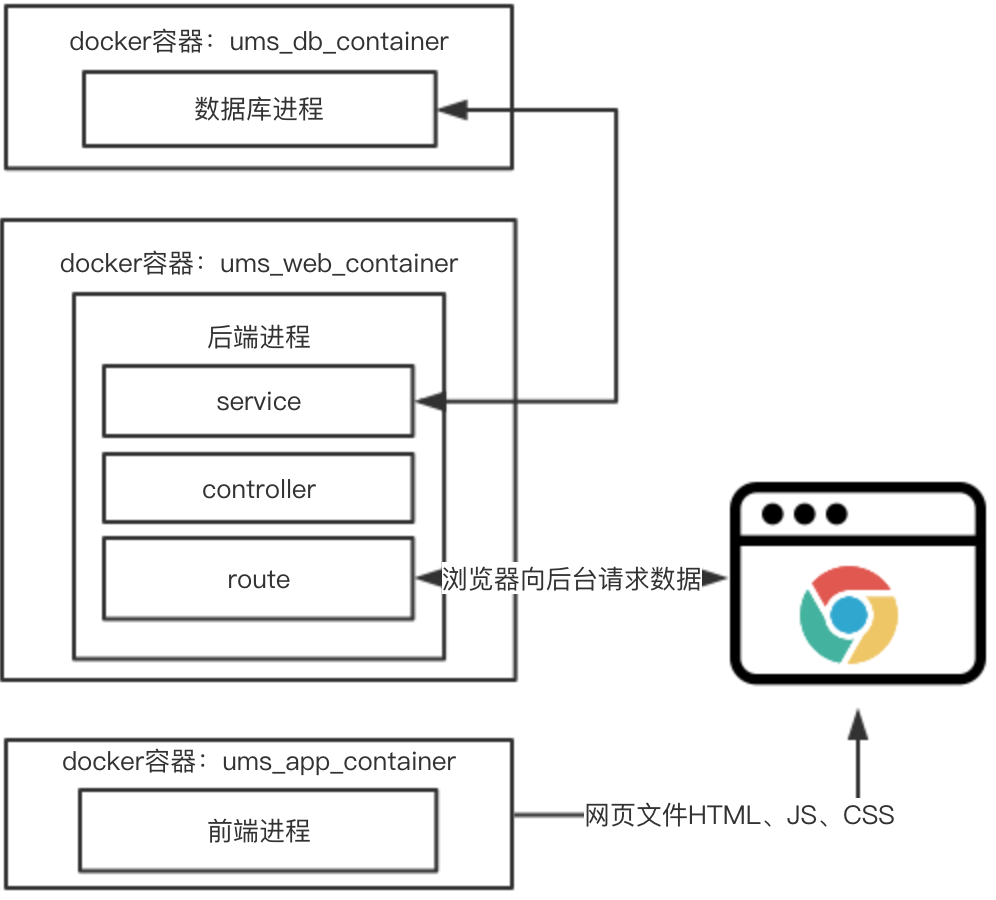 docker容器：ums_db_container
数据库进程
docker容器：ums_web_container
后端进程
service
controller
route
浏览器向后台请求数据
docker容器：ums_app_container
前端进程
网页文件HTML、JS、CSS